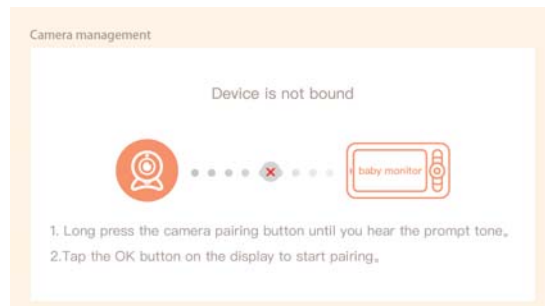 Camera management
Device is not bound
baby monitor
1. Long press the camera pairing button until you hear the prompt tone。
2.Tap the OK button on the display to start pairing。